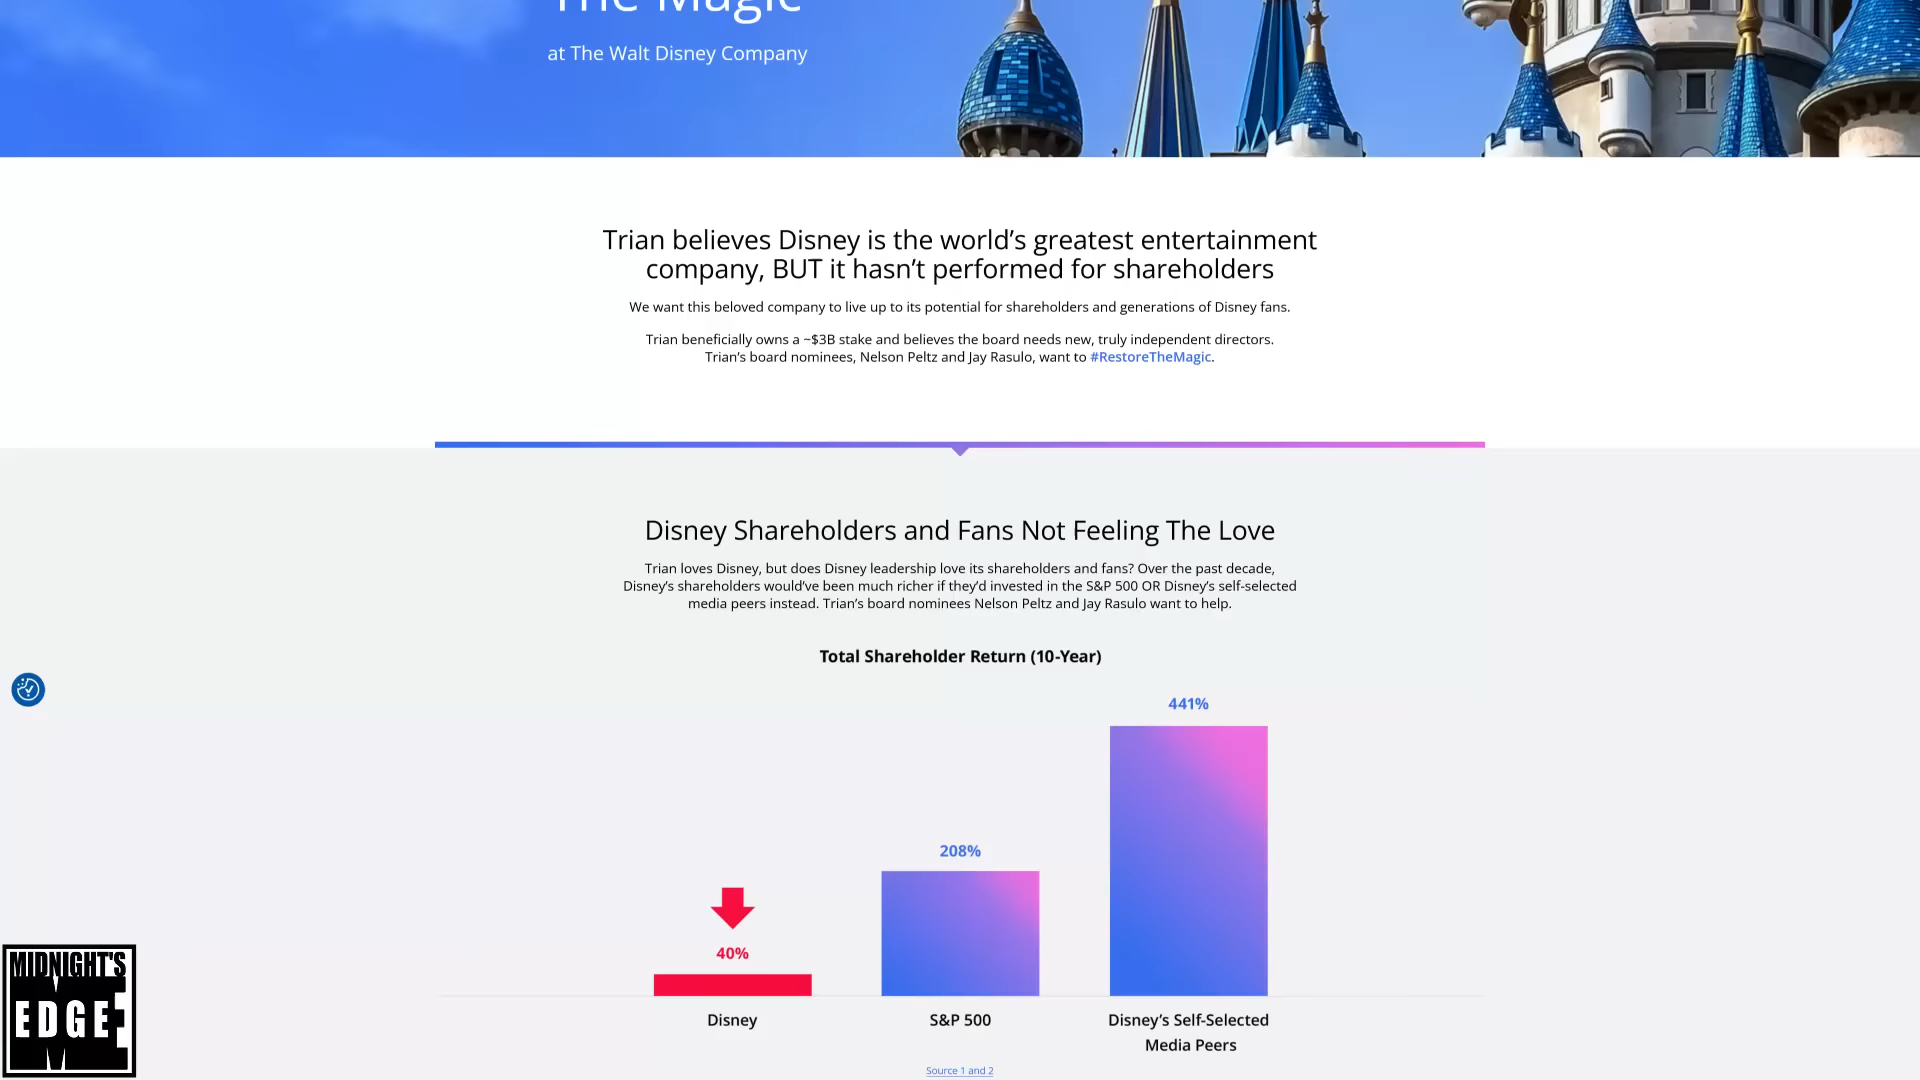 The Magic
at The Walt Disney Company
Trian believes Disney is the world’s greatest entertainment
company, BUT it hasn’t performed for shareholders
We want this beloved company to live up to its potential for shareholders and generations of Disney fans.
Trian beneficially owns a ~$3B stake and believes the board needs new, truly independent directors.
Trian’s board nominees, Nelson Peltz and Jay Rasulo, want to #RestoreTheMagic.
Disney Shareholders and Fans Not Feeling The Love
Trian loves Disney, but does Disney leadership love its shareholders and fans? Over the past decade,
Disney’s shareholders would’ve been much richer if they’d invested in the S&P 500 OR Disney’s self-selected
media peers instead. Trian’s board nominees Nelson Peltz and Jay Rasulo want to help.
Total Shareholder Return (10-Year)
441%
208%
40%
Disney
S&P 500
Disney’s Self-Selected
Media Peers
Source 1 and 2
MIDNIGHT'S
EDGE